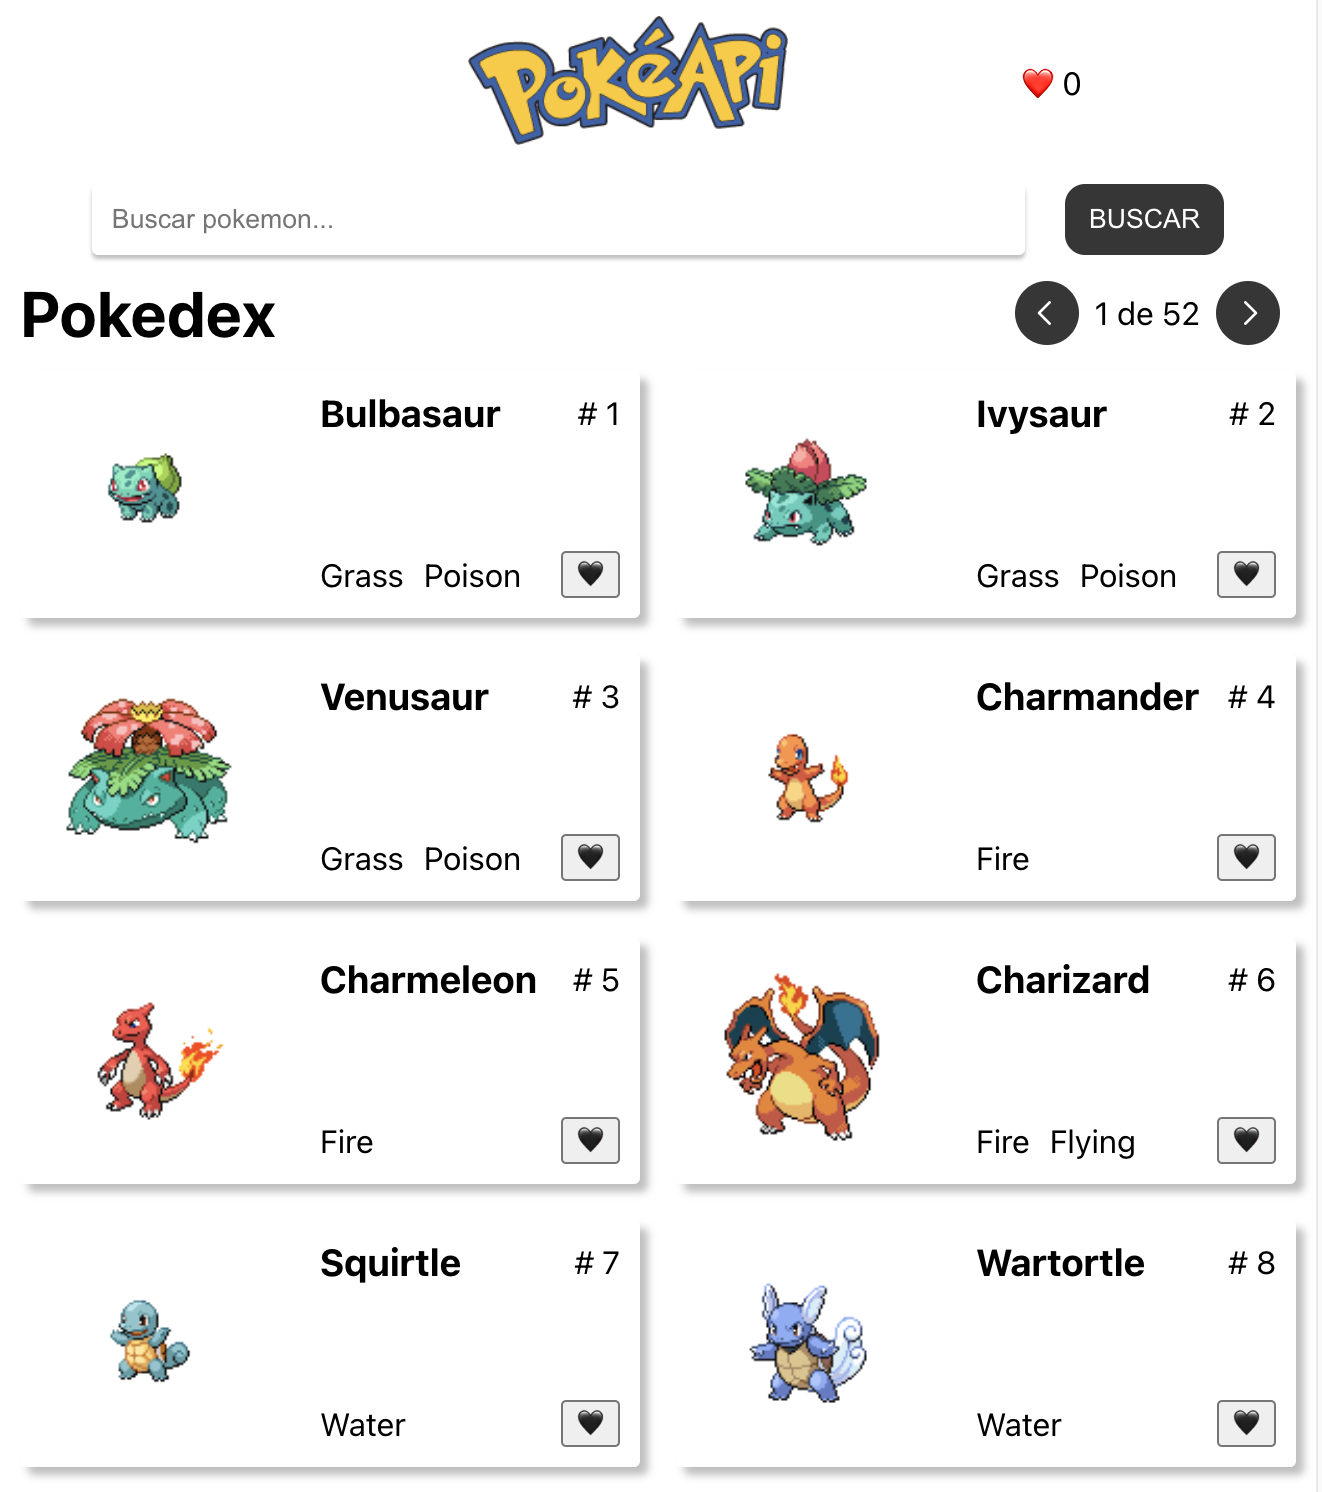 PokéApi
❤️ 0
Buscar pokemon...
BUSCAR
Pokedex
1 de 52
Bulbasaur # 1
Grass Poison
Ivysaur # 2
Grass Poison
Venusaur # 3
Grass Poison
Charmander # 4
Fire
Charmeleon # 5
Fire
Charizard # 6
Fire Flying
Squirtle # 7
Water
Wartortle # 8
Water